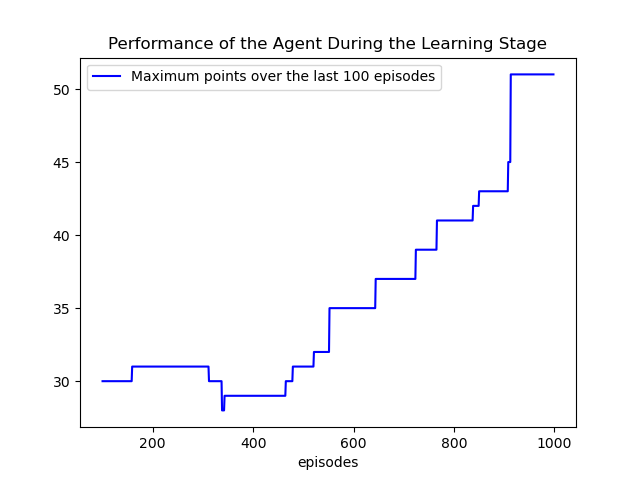 Performance of the Agent During the Learning Stage
Maximum points over the last 100 episodes
50
45
40
35
30
200 400 600 800 1000
episodes